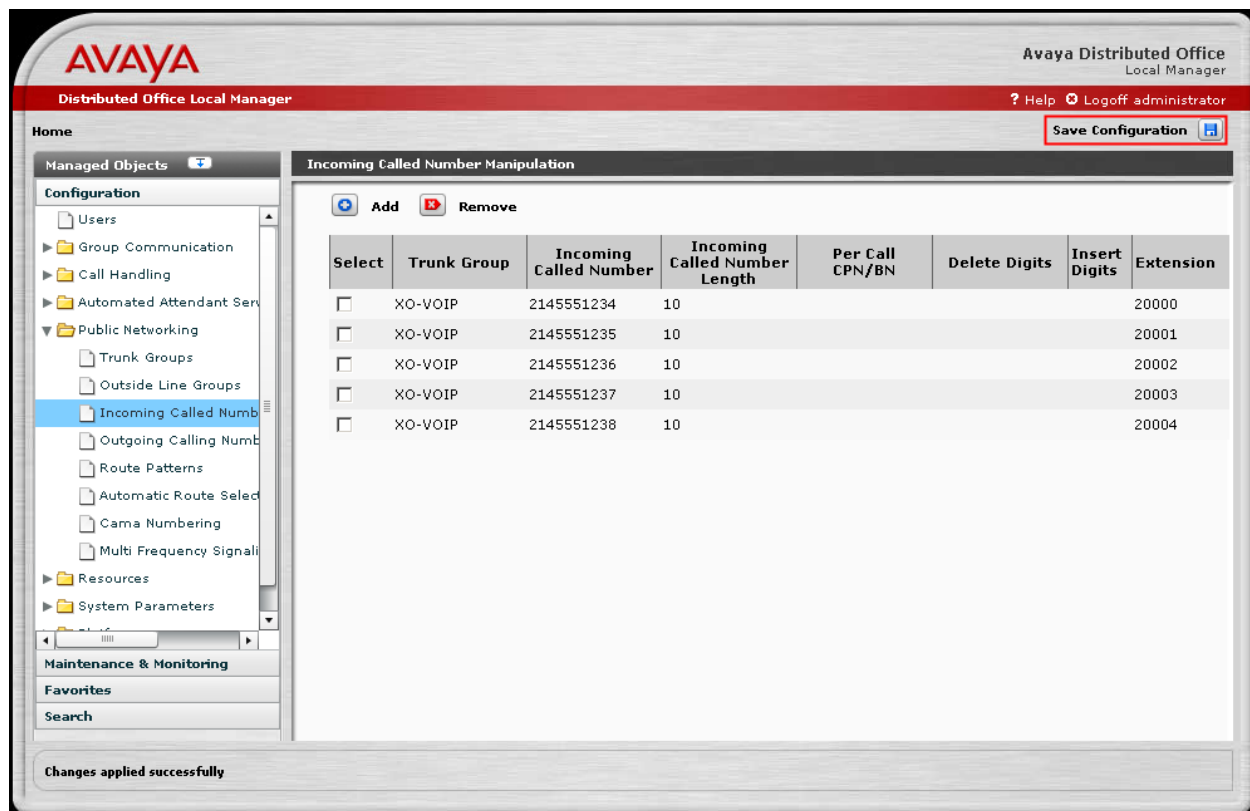 AVAYA
Avaya Distributed Office
Local Manager
Distributed Office Local Manager
? Help Logoff administrator
Home
Save Configuration
Managed Objects
Incoming Called Number Manipulation
Configuration
Users
Group Communication
Call Handling
Automated Attendant Serv
Public Networking
Trunk Groups
Outside Line Groups
Incoming Called Numb
Outgoing Calling Numb
Route Patterns
Automatic Route Select
Cama Numbering
Multi Frequency Signali
Resources
System Parameters
Maintenance & Monitoring
Favorites
Search
Add Remove
Select Trunk Group Incoming Called Number Incoming Called Number Length Per Call CPN/BN Delete Digits Insert Digits Extension
XO-VOIP 2145551234 10 20000
XO-VOIP 2145551235 10 20001
XO-VOIP 2145551236 10 20002
XO-VOIP 2145551237 10 20003
XO-VOIP 2145551238 10 20004
Changes applied successfully